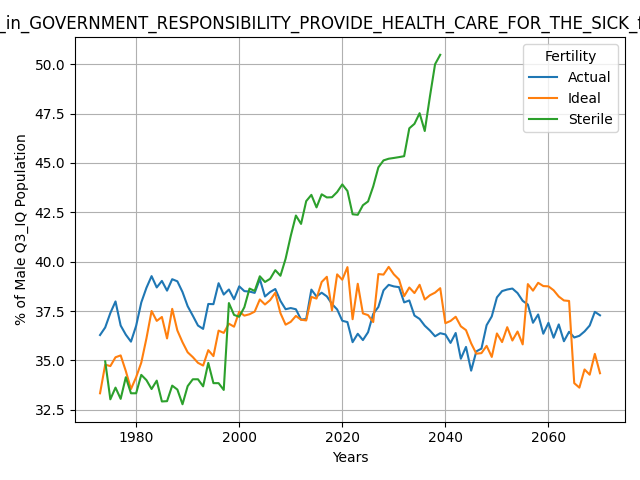 _in_GOVERNMENT_RESPONSIBILITY_PROVIDE_HEALTH_CARE_FOR_THE_SICK_f
Fertility
Actual
Ideal
Sterile
% of Male Q3_IQ Population
50.0
47.5
45.0
42.5
40.0
37.5
35.0
32.5
1980
2000
2020
2040
2060
Years